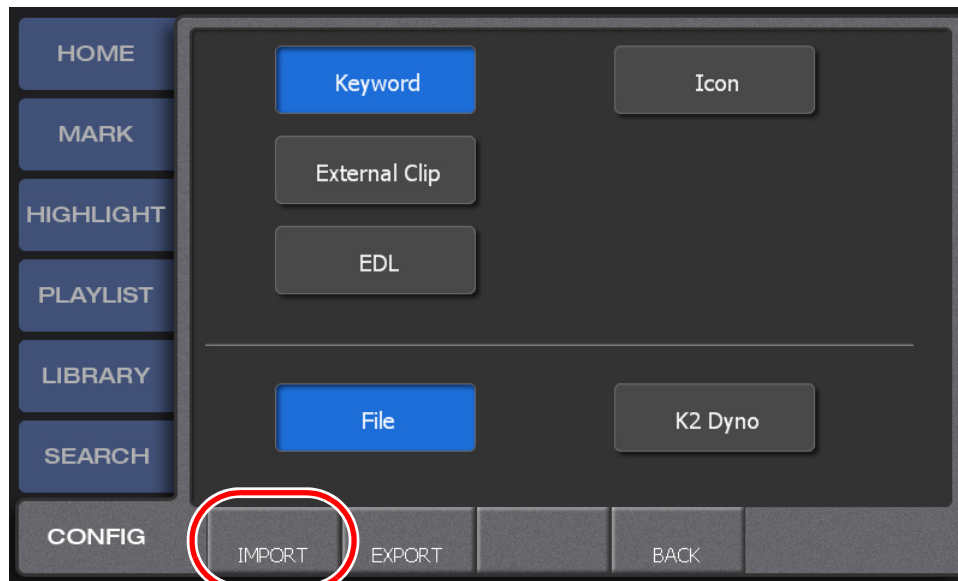 HOME
MARK
HIGHLIGHT
PLAYLIST
LIBRARY
SEARCH
CONFIG
Keyword
Icon
External Clip
EDL
File
K2 Dyno
IMPORT
EXPORT
BACK